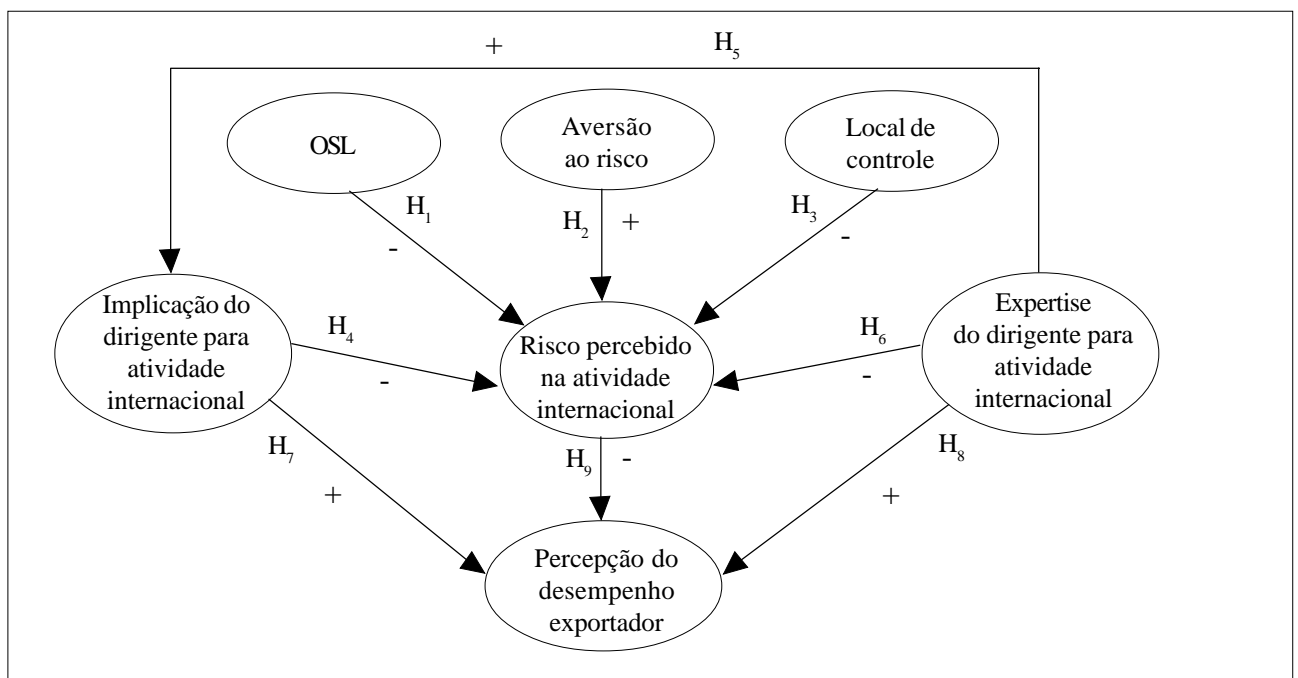 + H₅
OSL
Aversão
ao risco
Local de
controle
H₁
-
H₂ +
H₃
-
Implicação do
dirigente para
atividade
internacional
H₄
-
Risco percebido
na atividade
internacional
H₆
-
Expertise
do dirigente para
atividade
internacional
H₇
+
H₉ -
H₈
+
Percepção do
desempenho
exportador